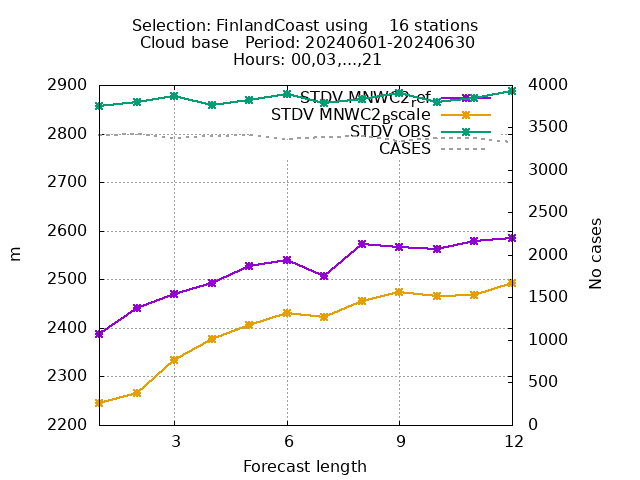 Selection: FinlandCoast using 16 stations
Cloud base Period: 20240601-20240630
Hours: 00,03,...,21
2900
2800
2700
2600
2500
2400
2300
2200
m
4000
3500
3000
2500
2000
1500
1000
500
0
No cases
STDV MNWC2ref
STDV MNWC2Bscale
STDV OBS
CASES
3
6
9
12
Forecast length